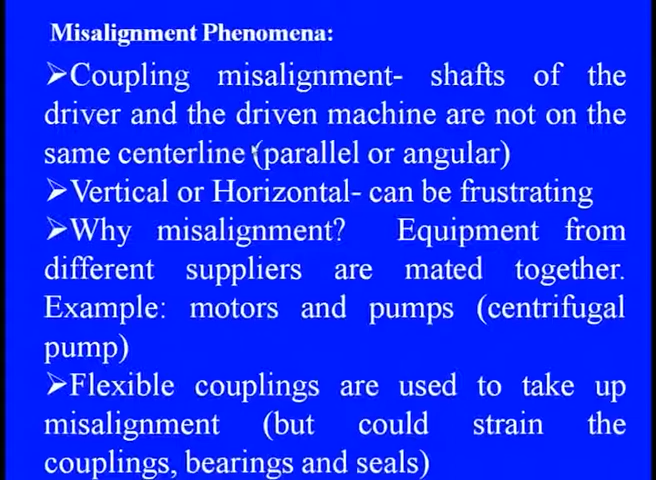 Misalignment Phenomena:
➢Coupling misalignment- shafts of the
driver and the driven machine are not on the
same centerline (parallel or angular)
➢Vertical or Horizontal- can be frustrating
➢Why misalignment? Equipment from
different suppliers are mated together.
Example: motors and pumps (centrifugal
pump)
➢Flexible couplings are used to take up
misalignment (but could strain the
couplings, bearings and seals)